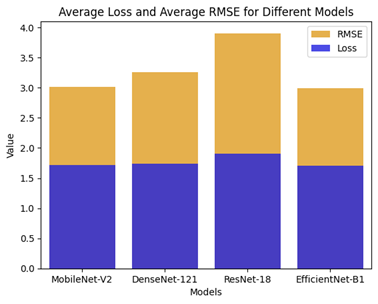 Average Loss and Average RMSE for Different Models
4.0
3.5
3.0
2.5
2.0
1.5
1.0
0.5
0.0
Value
RMSE
Loss
MobileNet-V2 DenseNet-121 ResNet-18 EfficientNet-B1
Models